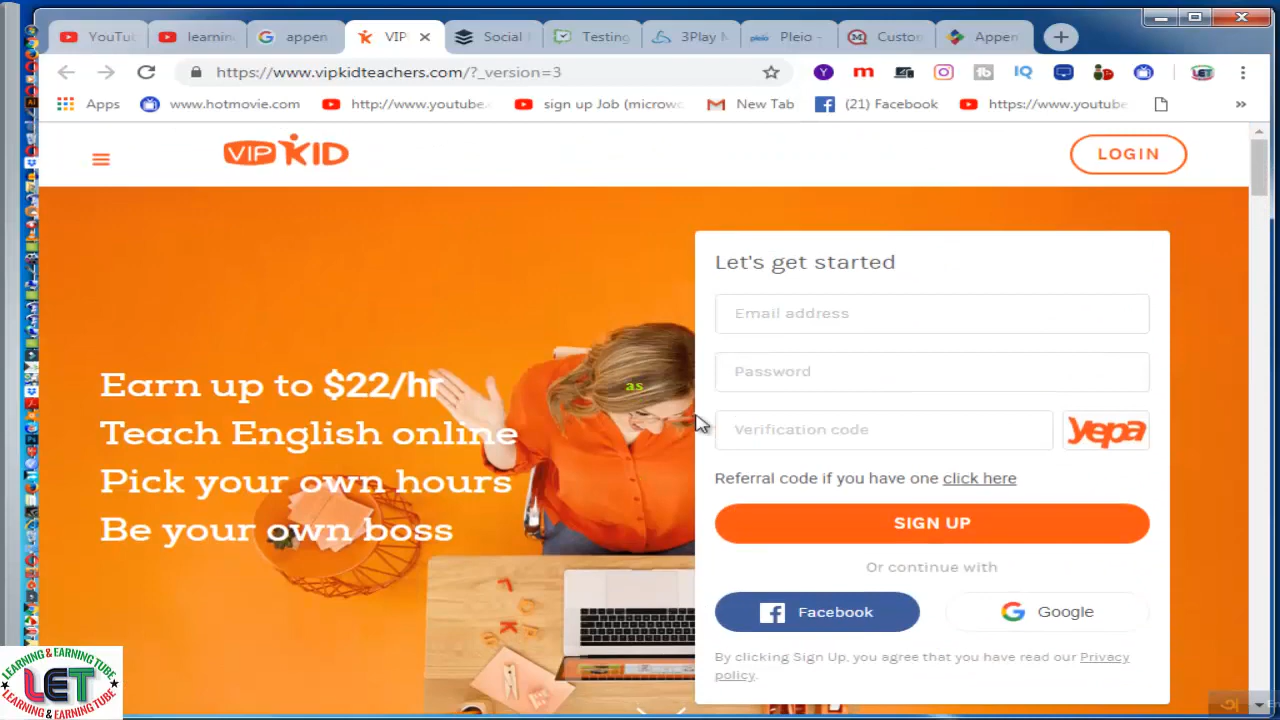 YouTub
learnin
appen
VIP
Social
Testing
3Play M
Pleio -
Custo
Appen
https://www.vipkidteachers.com/?_version=3
Apps
www.hotmovie.com
http://www.youtube.
sign up Job (microw
New Tab
(21) Facebook
https://www.youtube
VIPKID
LOGIN
Let's get started
Email address
Password
Verification code
yepa
Referral code if you have one click here
SIGN UP
Or continue with
Facebook
Google
By clicking Sign Up, you agree that you have read our Privacy
policy.
Earn up to $22/hr
Teach English online
Pick your own hours
Be your own boss
as
LEARNING & EARNING TUBE
LET
LEARNING & EARNING TUBE